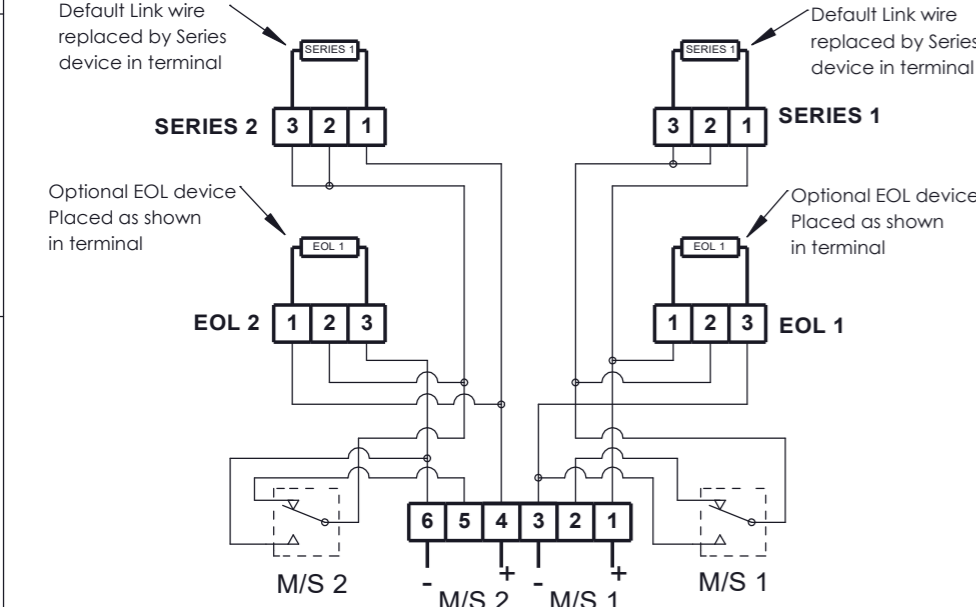 Default Link wire
replaced by Series
device in terminal
SERIES 1
SERIES 2
3 2 1
Default Link wire
replaced by Series
device in terminal
SERIES 1
3 2 1
SERIES 1
Optional EOL device
Placed as shown
in terminal
EOL 1
EOL 2
1 2 3
Optional EOL device
Placed as shown
in terminal
EOL 1
1 2 3
EOL 1
6 5 4 3 2 1
- + - +
M/S 2
M/S 2
M/S 1
M/S 1